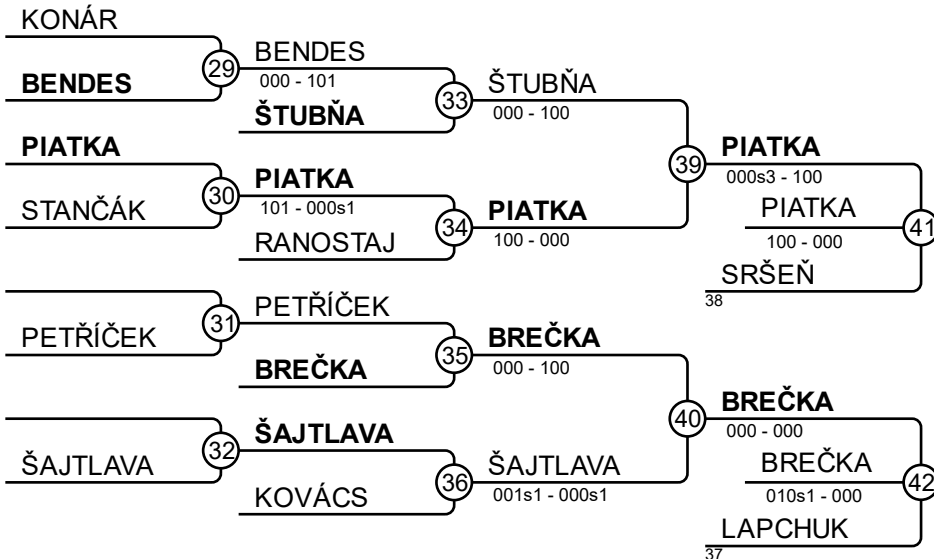 KONÁR
29
BENDES
000 - 101
BENDES
33
ŠTUBŇA
000 - 100
ŠTUBŇA
PIATKA
39
PIATKA
000s3 - 100
30
PIATKA
101 - 000s1
STANČÁK
34
PIATKA
100 - 000
RANOSTAJ
PIATKA
100 - 000
41
SRŠEŇ
38
31
PETŘÍČEK
PETŘÍČEK
35
BREČKA
000 - 100
BREČKA
40
BREČKA
000 - 000
32
ŠAJTLAVA
ŠAJTLAVA
36
ŠAJTLAVA
001s1 - 000s1
KOVÁCS
BREČKA
010s1 - 000
42
LAPCHUK
37